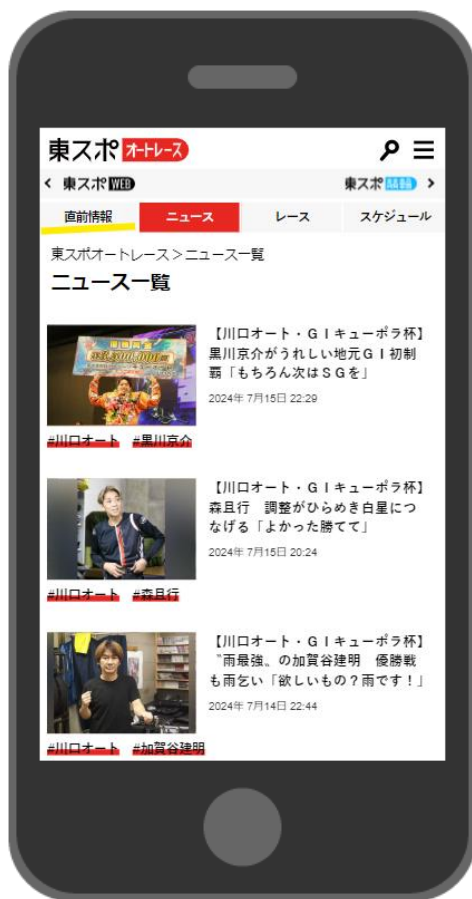 東スポ オートレース
東スポWEB 東スポ競輪
直前情報 ニュース レース スケジュール
東スポオートレース>ニュース一覧
ニュース一覧
【川口オート・GⅠキューポラ杯】
黒川京介がうれしい地元GⅠ初制
覇「もちろん次はSGを」
2024年 7月15日 22:29
#川口オート #黒川京介
【川口オート・GⅠキューポラ杯】
森且行 調整がひらめき白星につ
なげる「よかった勝てて」
2024年 7月15日 20:24
#川口オート #森且行
【川口オート・GⅠキューポラ杯】
〝雨最強〟の加賀谷建明 優勝戦
も雨乞い「欲しいもの?雨です!」
2024年 7月14日 22:44
#川口オート #加賀谷建明